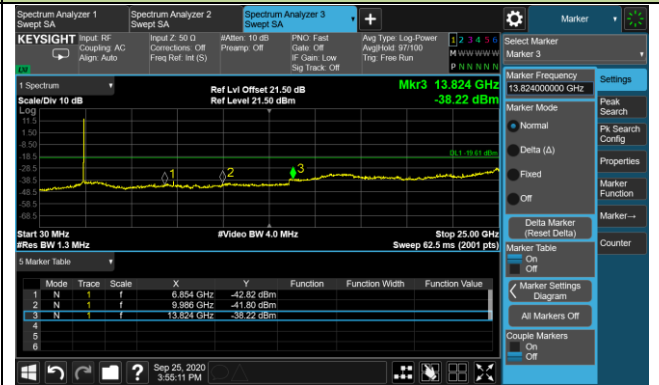 Spectrum Analyzer 1 Spectrum Analyzer 2 Spectrum Analyzer 3 Marker
Swept SA Swept SA Swept SA
KEYSIGHT Input: RF Input Z: 50 Ω #Atten: 10 dB PNO: Fast Avg Type: Log-Power 1 2 3 4 5 6
Coupling: AC Corrections: Off Preamp: Off Gate: Off Avg|Hold: 97/100 M W W W W W
Align: Auto Freq Ref: Int (S) IF Gain: Low Trig: Free Run P N N N N N
Sig Track: Off
Select Marker
Marker 3
1 Spectrum Ref Lvl Offset 21.50 dB Mkr3 13.824 GHz
Scale/Div 10 dB Ref Level 21.50 dBm -38.22 dBm
Log
11.5
1.50
-8.50
-18.5
DL1 -19.61 dBm
-28.5
-38.5
-48.5
-58.5
-68.5
1
2
3
Start 30 MHz #Video BW 4.0 MHz Stop 25.00 GHz
#Res BW 1.3 MHz Sweep 62.5 ms (2001 pts)
5 Marker Table
Mode Trace Scale X Y Function Function Width Function Value
1 N 1 f 6.854 GHz -42.82 dBm
2 N 1 f 9.986 GHz -41.80 dBm
3 N 1 f 13.824 GHz -38.22 dBm
4
5
6
Marker Frequency
13.824000000 GHz
Marker Mode
Normal
Delta (Δ)
Fixed
Off
Delta Marker
(Reset Delta)
Marker Table
On
Off
Marker Settings
Diagram
All Markers Off
Couple Markers
On
Off
Settings
Peak
Search
Pk Search
Config
Properties
Marker
Function
Marker→
Counter
? Sep 25, 2020
3:55:11 PM